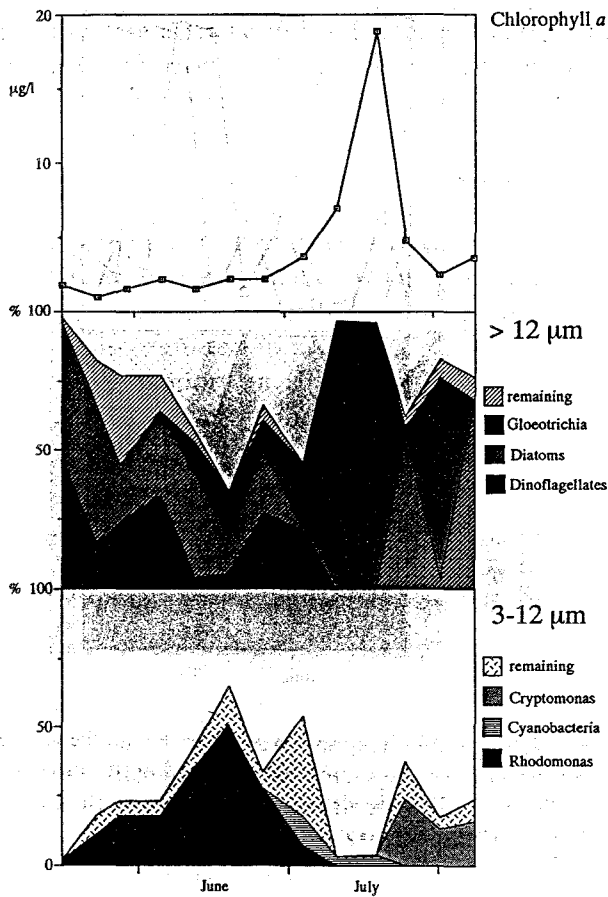 20
Chlorophyll a
μg/l
10
% 100
> 12 μm
remaining
Gloeotrichia
50
Diatoms
Dinoflagellates
% 100
3-12 μm
remaining
Cryptomonas
50
Cyanobacteria
Rhodomonas
0
June July